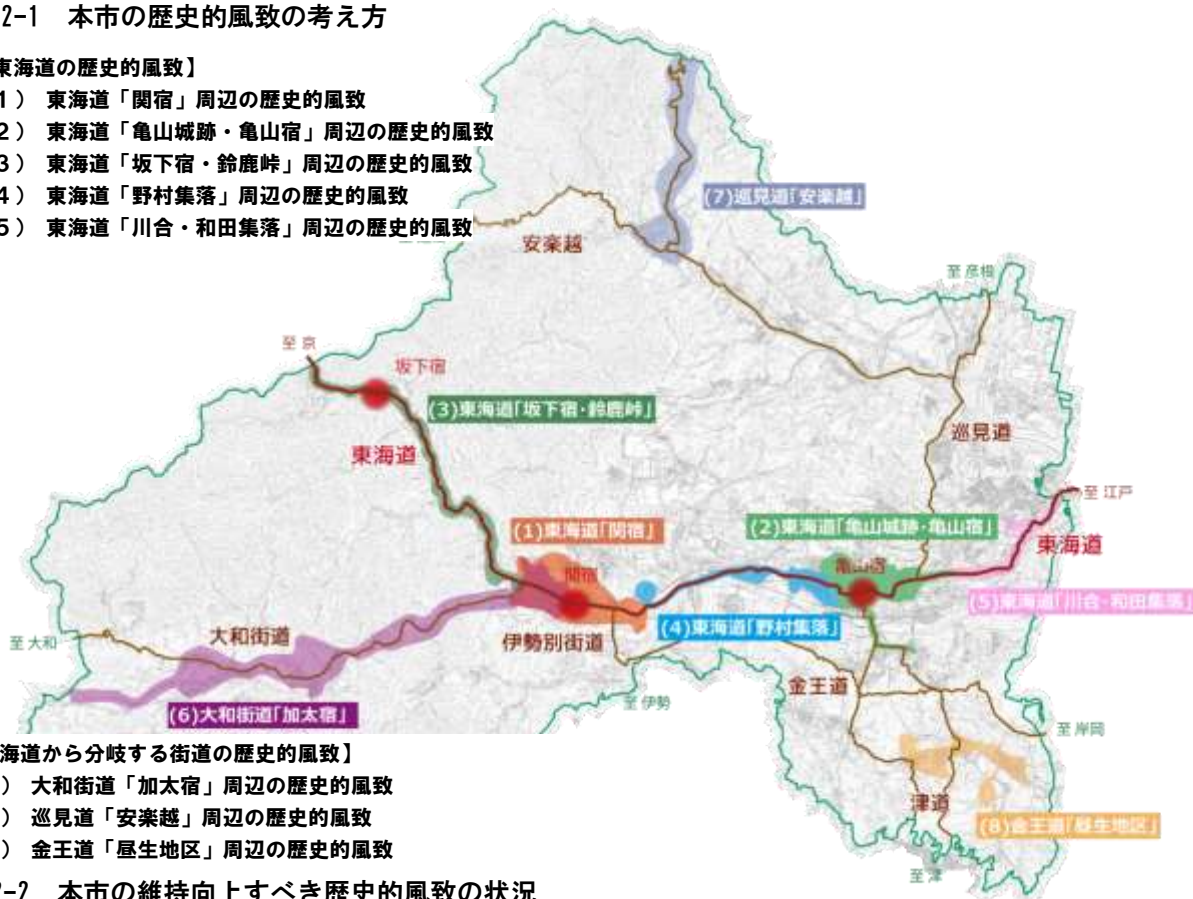 2-1 本市の歴史的風致の考え方
東海道の歴史的風致】
1） 東海道「関宿」周辺の歴史的風致
2） 東海道「亀山城跡・亀山宿」周辺の歴史的風致
3） 東海道「坂下宿・鈴鹿峠」周辺の歴史的風致
4） 東海道「野村集落」周辺の歴史的風致
5） 東海道「川合・和田集落」周辺の歴史的風致
(7)巡見道「安楽越」
安楽越
至 彦根
至 京
坂下宿
(3)東海道「坂下宿・鈴鹿峠」
巡見道
東海道
至 江戸
(1)東海道「関宿」
(2)東海道「亀山城跡・亀山宿」
東海道
関宿
亀山宿
(5)東海道「川合・和田集落」
(4)東海道「野村集落」
大和街道
伊勢別街道
至 大和
金王道
至 伊勢
(6)大和街道「加太宿」
至 岸岡
海道から分岐する街道の歴史的風致】
） 大和街道「加太宿」周辺の歴史的風致
） 巡見道「安楽越」周辺の歴史的風致
） 金王道「昼生地区」周辺の歴史的風致
津道
(8)金王道「昼生地区」
至 津
2-2 本市の維持向上すべき歴史的風致の状況